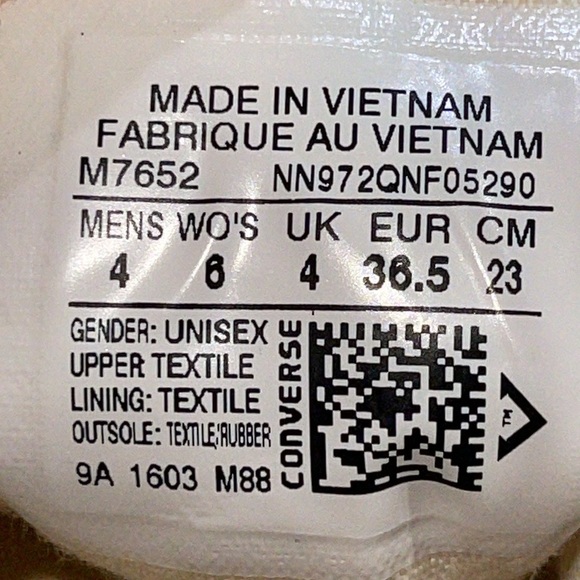 MADE IN VIETNAM
FABRIQUE AU VIETNAM
M7652 NN972QNF05290
MENS WO'S UK EUR CM
4 6 4 36.5 23
GENDER: UNISEX
UPPER TEXTILE
LINING: TEXTILE
OUTSOLE: TEXTILE/RUBBER
9A 1603 M88
CONVERSE
TM